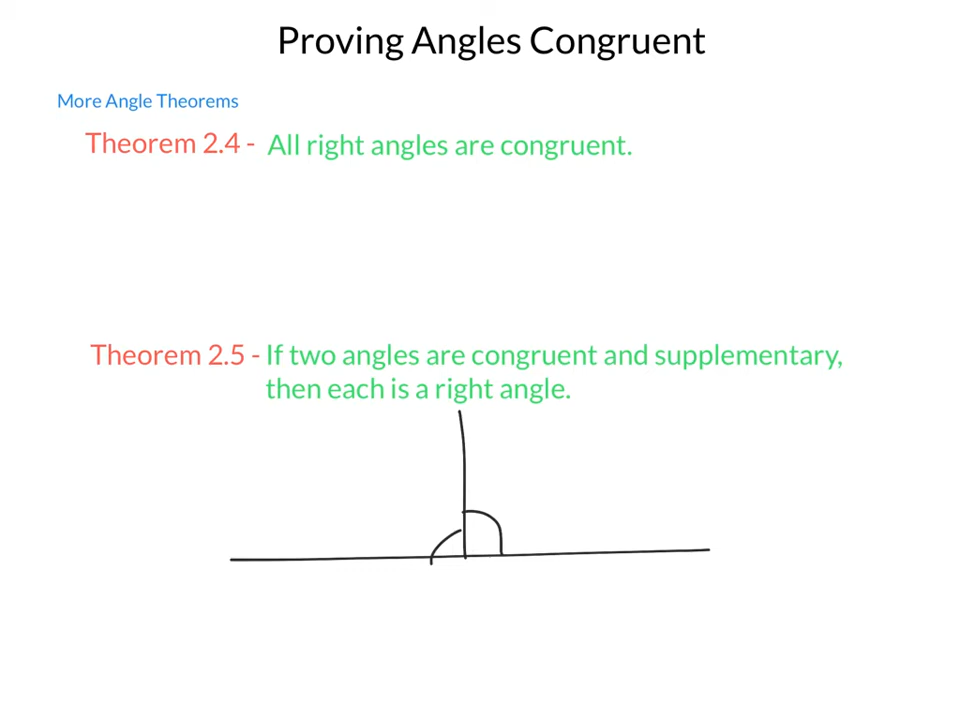 Proving Angles Congruent
More Angle Theorems
Theorem 2.4 - All right angles are congruent.
Theorem 2.5 - If two angles are congruent and supplementary,
then each is a right angle.